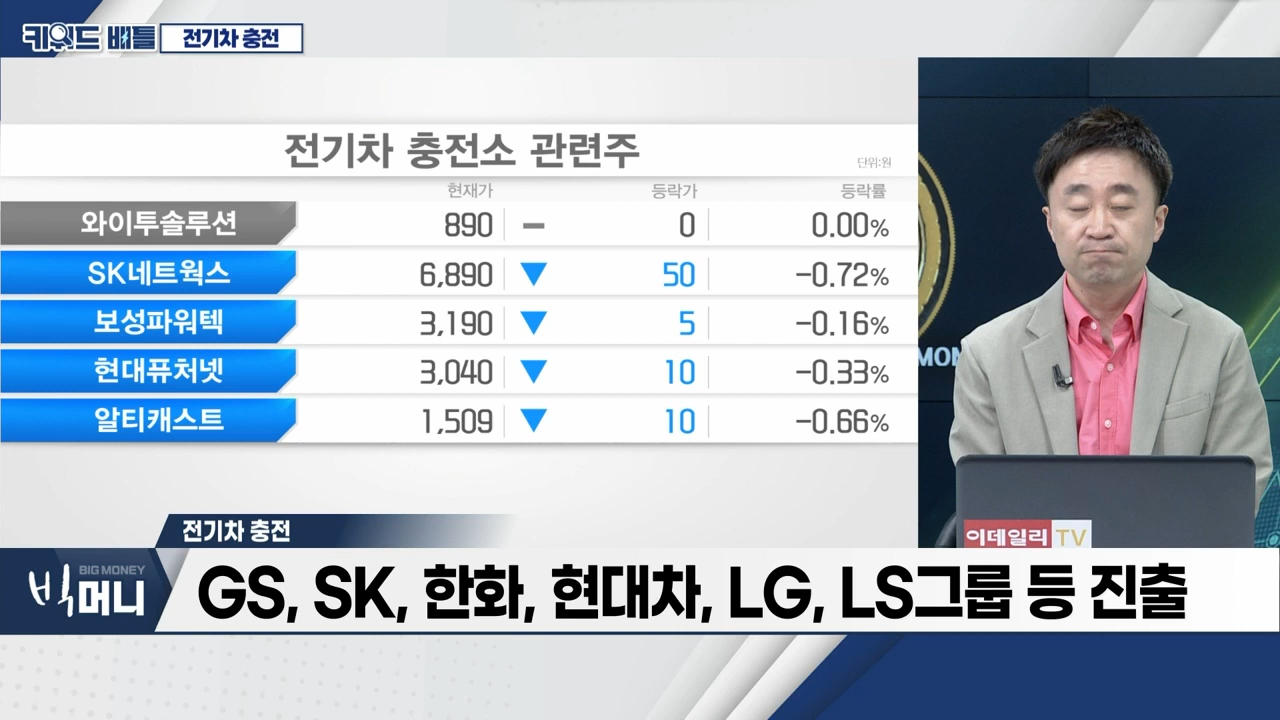 키워드 배틀 전기차 충전
전기차 충전소 관련주
단위:원
현재가 등락가 등락률
와이투솔루션 890 － 0 0.00%
SK네트웍스 6,890 ▼ 50 -0.72%
보성파워텍 3,190 ▼ 5 -0.16%
현대퓨처넷 3,040 ▼ 10 -0.33%
알티캐스트 1,509 ▼ 10 -0.66%
MON
전기차 충전
이데일리 TV
BIG MONEY
빅머니
GS, SK, 한화, 현대차, LG, LS그룹 등 진출